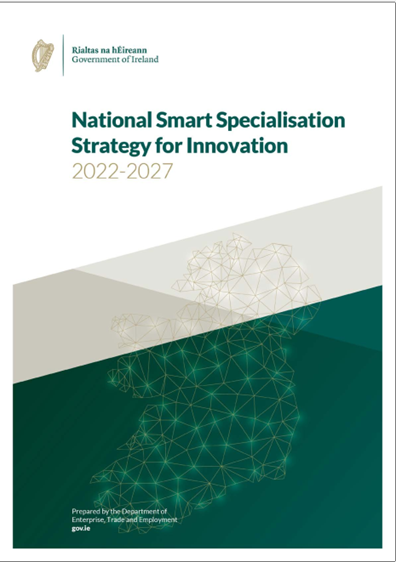 Rialtas na hÉireann
Government of Ireland
National Smart Specialisation
Strategy for Innovation
2022-2027
Prepared by the Department of
Enterprise, Trade and Employment
gov.ie